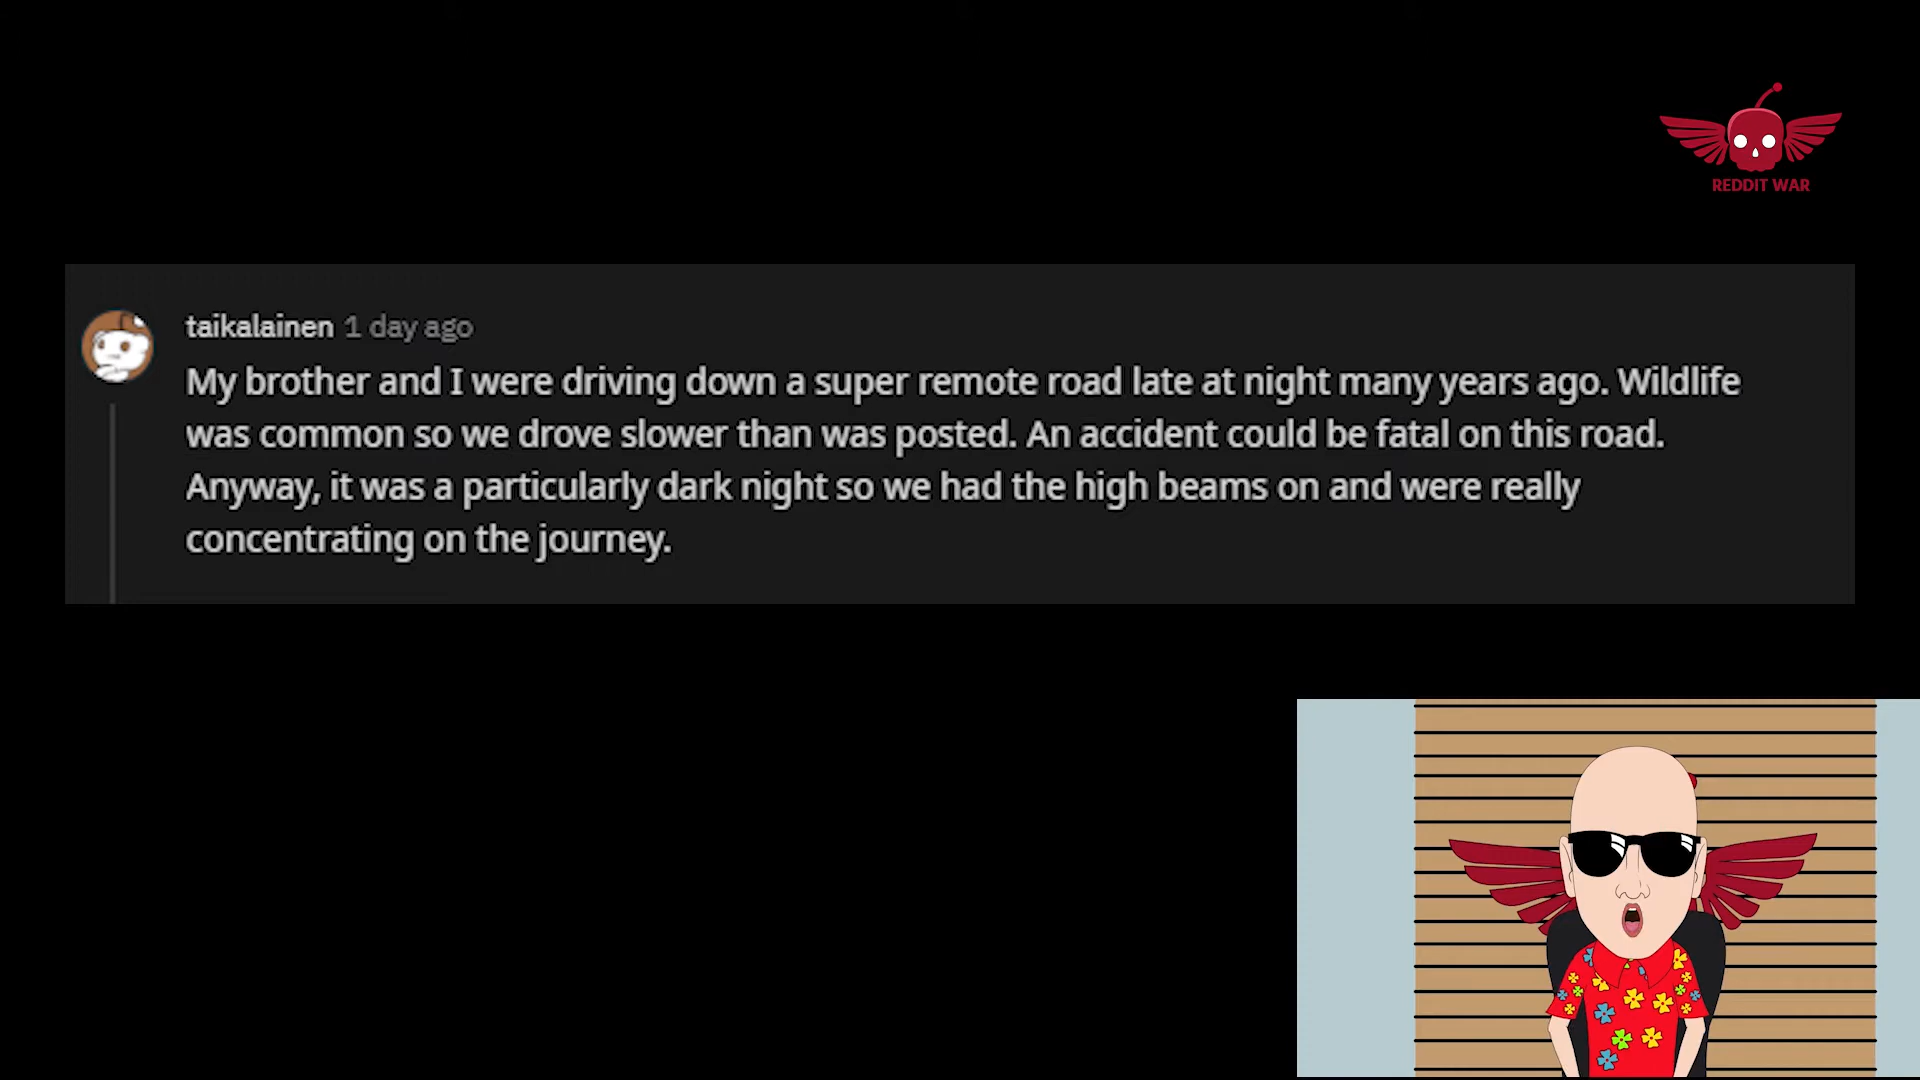 REDDIT WAR
taikalainen 1 day ago
My brother and I were driving down a super remote road late at night many years ago. Wildlife
was common so we drove slower than was posted. An accident could be fatal on this road.
Anyway, it was a particularly dark night so we had the high beams on and were really
concentrating on the journey.